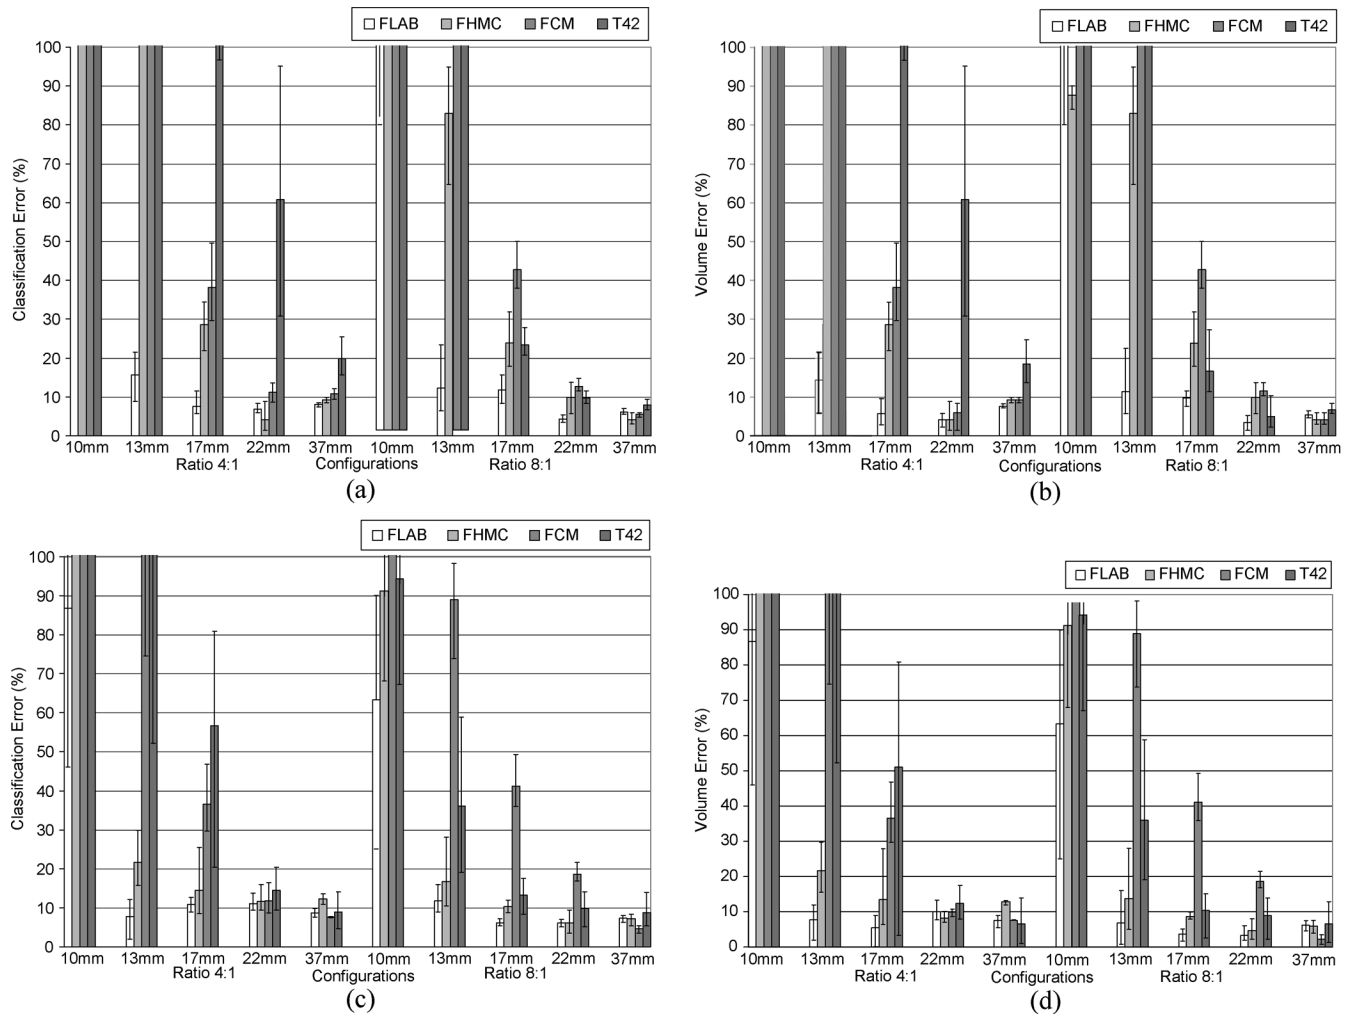 FLAB FHMC FCM T42
100
90
80
70
60
50
40
30
20
10
0
Classification Error (%)
10mm 13mm 17mm 22mm 37mm 10mm 13mm 17mm 22mm 37mm
Ratio 4:1 Configurations Ratio 8:1
(a)
FLAB FHMC FCM T42
100
90
80
70
60
50
40
30
20
10
0
Volume Error (%)
10mm 13mm 17mm 22mm 37mm 10mm 13mm 17mm 22mm 37mm
Ratio 4:1 Configurations Ratio 8:1
(b)
FLAB FHMC FCM T42
100
90
80
70
60
50
40
30
20
10
0
Classification Error (%)
10mm 13mm 17mm 22mm 37mm 10mm 13mm 17mm 22mm 37mm
Ratio 4:1 Configurations Ratio 8:1
(c)
FLAB FHMC FCM T42
100
90
80
70
60
50
40
30
20
10
0
Volume Error (%)
10mm 13mm 17mm 22mm 37mm 10mm 13mm 17mm 22mm 37mm
Ratio 4:1 Configurations Ratio 8:1
(d)